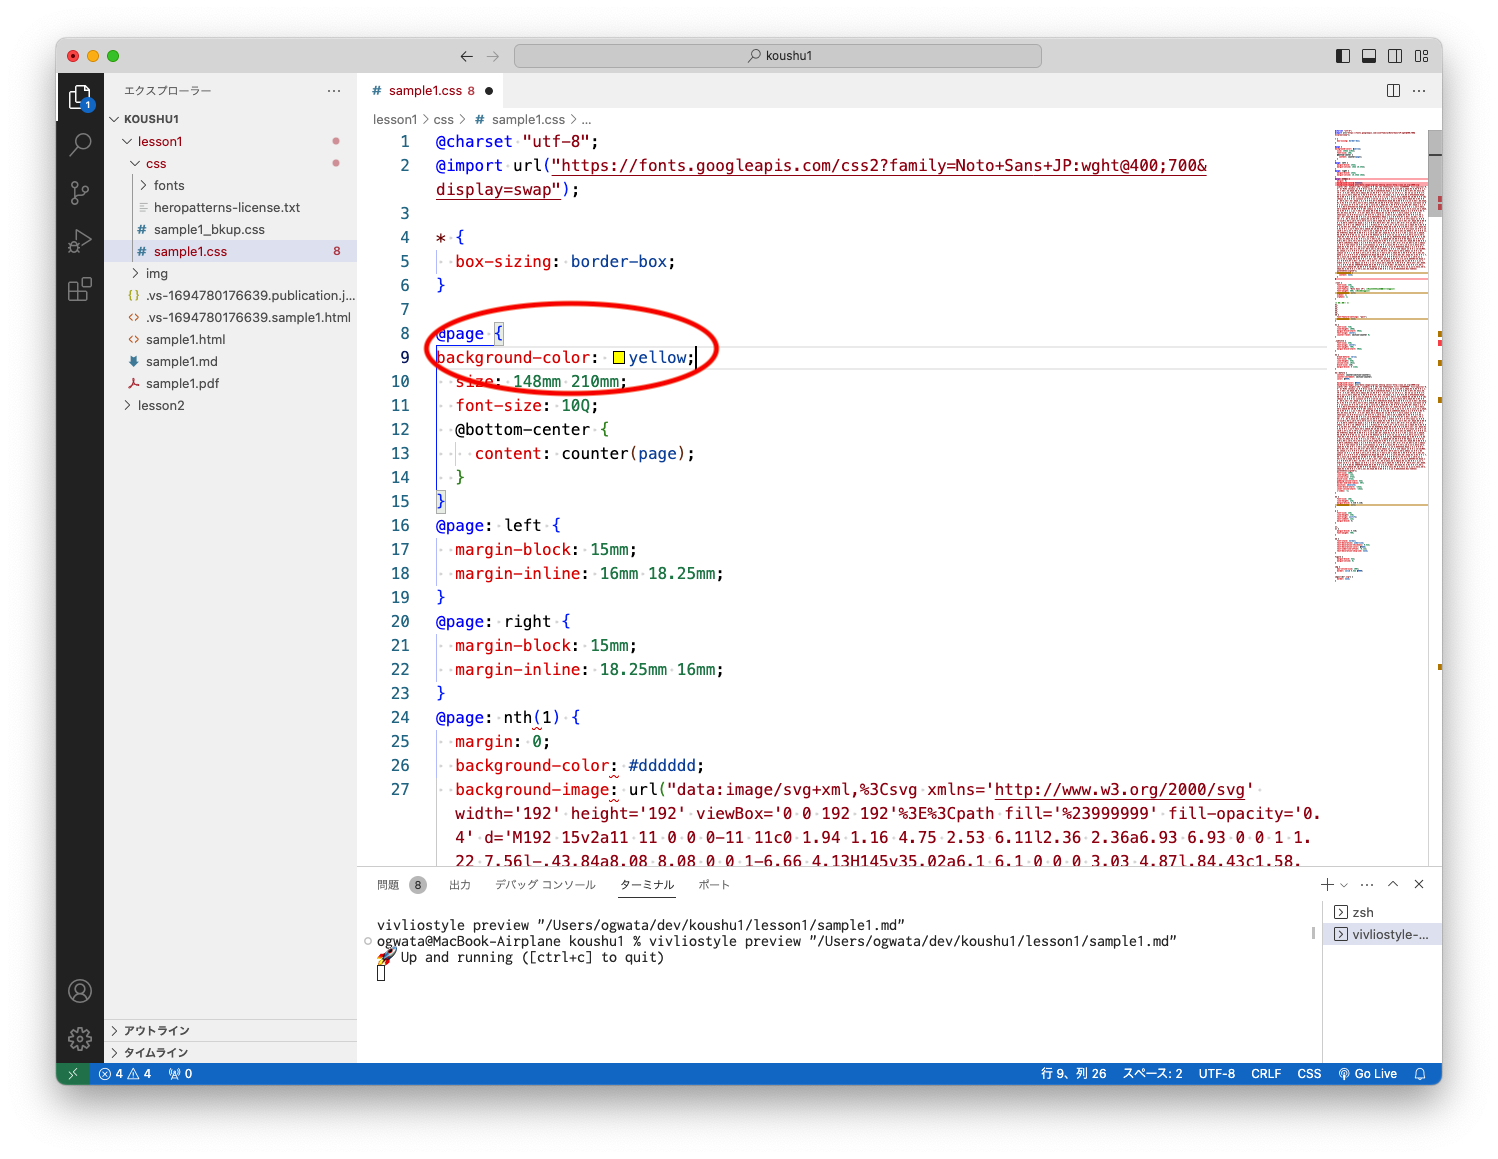 koushu1
エクスプローラー
sample1.css 8
KOUSHU1
lesson1
css
fonts
heropatterns-license.txt
# sample1_bkup.css
# sample1.css 8
img
{} .vs-1694780176639.publication.j...
<> .vs-1694780176639.sample1.html
<> sample1.html
sample1.md
sample1.pdf
lesson2
アウトライン
タイムライン
lesson1 > css > # sample1.css > ...
1 @charset "utf-8";
2 @import url("https://fonts.googleapis.com/css2?family=Noto+Sans+JP:wght@400;700&
display=swap");
3
4 * {
5 box-sizing: border-box;
6 }
7
8 @page {
9 background-color: yellow;
10 size: 148mm 210mm;
11 font-size: 10Q;
12 @bottom-center {
13 content: counter(page);
14 }
15 }
16 @page: left {
17 margin-block: 15mm;
18 margin-inline: 16mm 18.25mm;
19 }
20 @page: right {
21 margin-block: 15mm;
22 margin-inline: 18.25mm 16mm;
23 }
24 @page: nth(1) {
25 margin: 0;
26 background-color: #dddddd;
27 background-image: url("data:image/svg+xml,%3Csvg xmlns='http://www.w3.org/2000/svg'
width='192' height='192' viewBox='0 0 192 192'%3E%3Cpath fill='%23999999' fill-opacity='0.
4' d='M192 15v2a11 11 0 0 0-11 11c0 1.94 1.16 4.75 2.53 6.11l2.36 2.36a6.93 6.93 0 0 1 1.
22 7.56l-.43.84a8.08 8.08 0 0 1-6.66 4.13H145v35.02a6.1 6.1 0 0 0 3.03 4.87l.84.43c1.58.
問題 8 出力 デバッグ コンソール ターミナル ポート
vivliostyle preview "/Users/ogwata/dev/koushu1/lesson1/sample1.md"
ogwata@MacBook-Airplane koushu1 % vivliostyle preview "/Users/ogwata/dev/koushu1/lesson1/sample1.md"
🚀 Up and running ([ctrl+c] to quit)
zsh
vivliostyle-...
1
4 4 0 行 9、列 26 スペース: 2 UTF-8 CRLF CSS Go Live